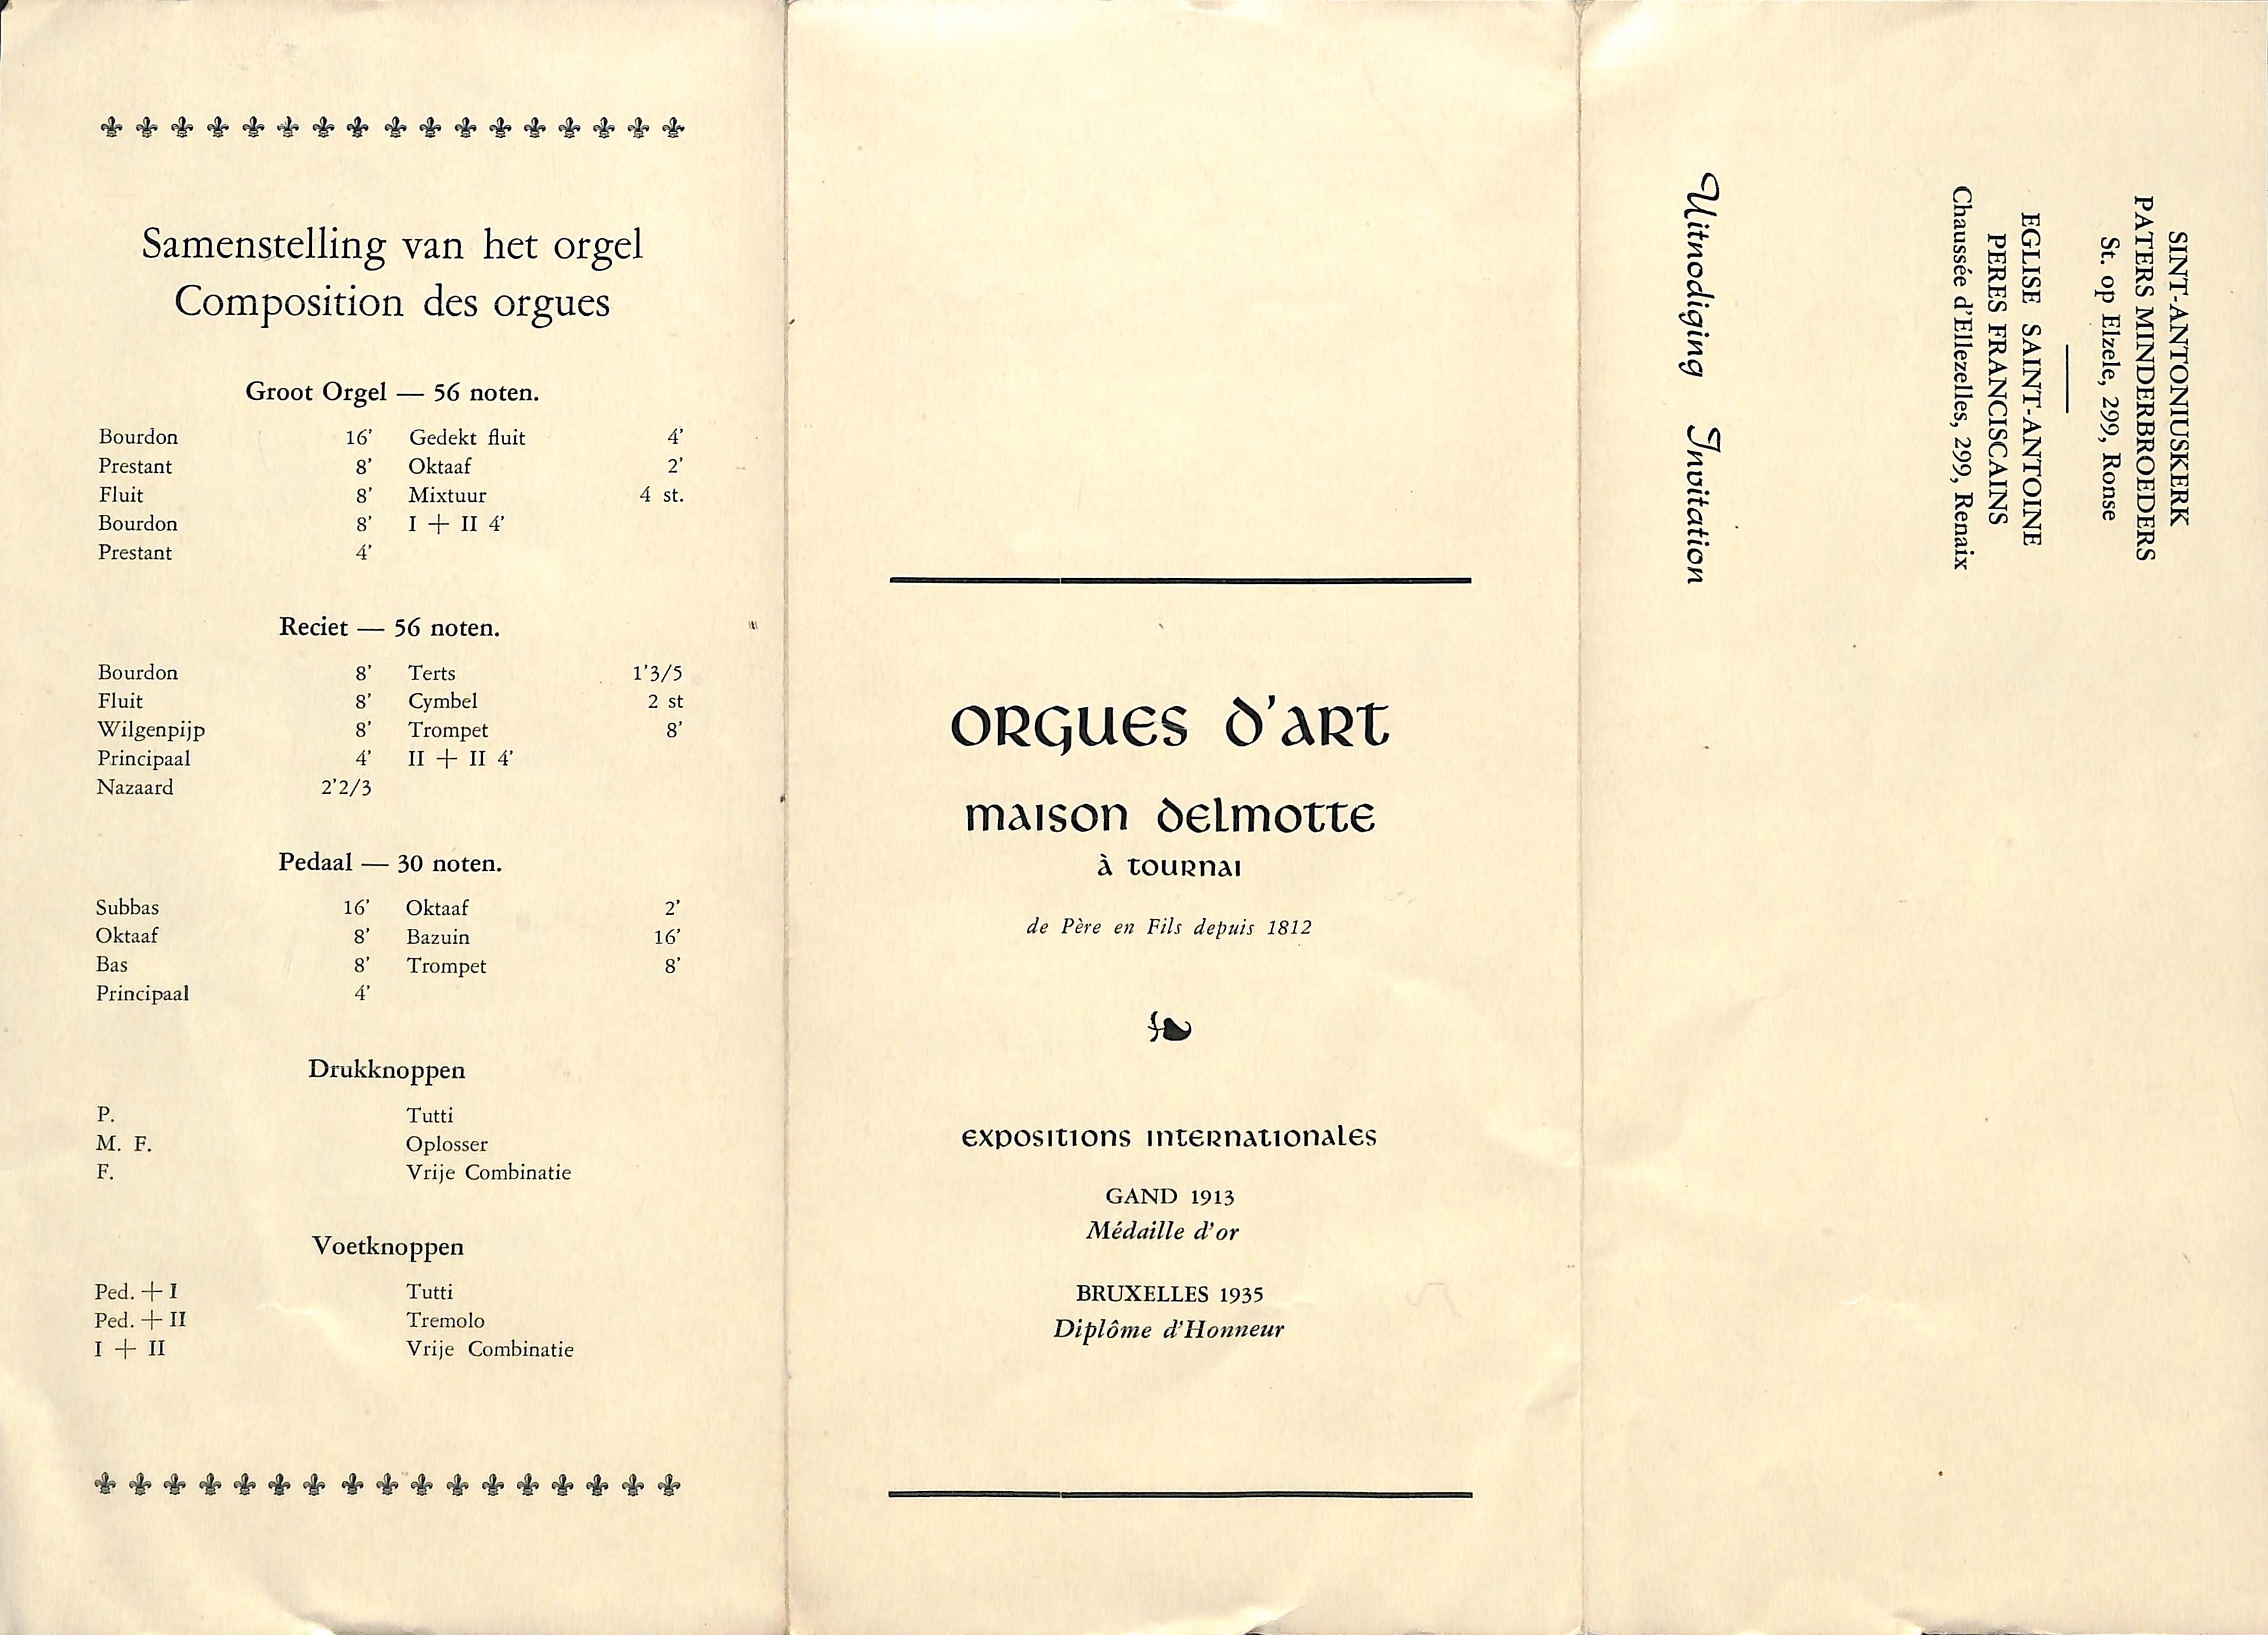 Samenstelling van het orgel
Composition des orgues
Groot Orgel — 56 noten.
Bourdon 16' Gedekt fluit 4'
Prestant 8' Oktaaf 2'
Fluit 8' Mixtuur 4 st.
Bourdon 8' I + II 4'
Prestant 4'
Reciet — 56 noten.
Bourdon 8' Terts 1'3/5
Fluit 8' Cymbel 2 st
Wilgenpijp 8' Trompet 8'
Principaal 4' II + II 4'
Nazaard 2'2/3
Pedaal — 30 noten.
Subbas 16' Oktaaf 2'
Oktaaf 8' Bazuin 16'
Bas 8' Trompet 8'
Principaal 4'
Drukknoppen
P. Tutti
M. F. Oplosser
F. Vrije Combinatie
Voetknoppen
Ped. + I Tutti
Ped. + II Tremolo
I + II Vrije Combinatie
ORGUES D'ART
MAISON DELMOTTE
à TOURNAI
de Père en Fils depuis 1812
EXPOSITIONS INTERNATIONALES
GAND 1913
Médaille d'or
BRUXELLES 1935
Diplôme d'Honneur
SINT-ANTONIUSKERK
PATERS MINDERBROEDERS
St. op Elzele, 299, Ronse
EGLISE SAINT-ANTOINE
PERES FRANCISCAINS
Chaussée d'Ellezelles, 299, Renaix
Uitnodiging Invitation